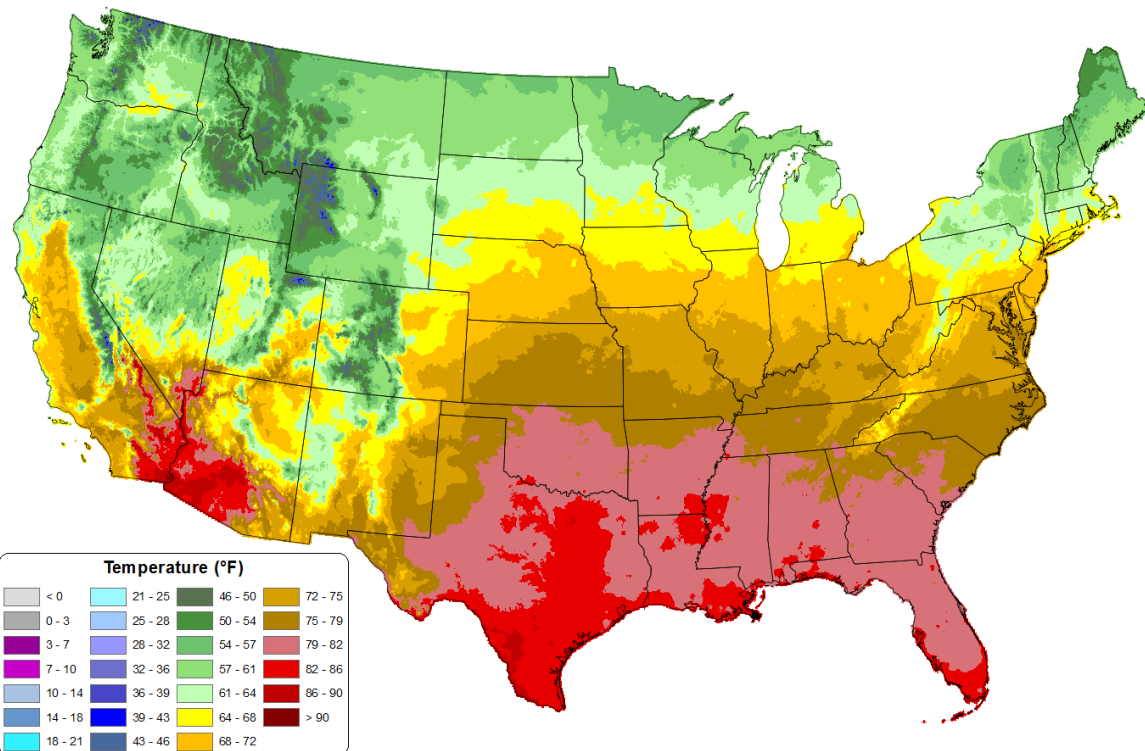 Temperature (°F)
< 0 21 - 25 46 - 50 72 - 75
0 - 3 25 - 28 50 - 54 75 - 79
3 - 7 28 - 32 54 - 57 79 - 82
7 - 10 32 - 36 57 - 61 82 - 86
10 - 14 36 - 39 61 - 64 86 - 90
14 - 18 39 - 43 64 - 68 > 90
18 - 21 43 - 46 68 - 72